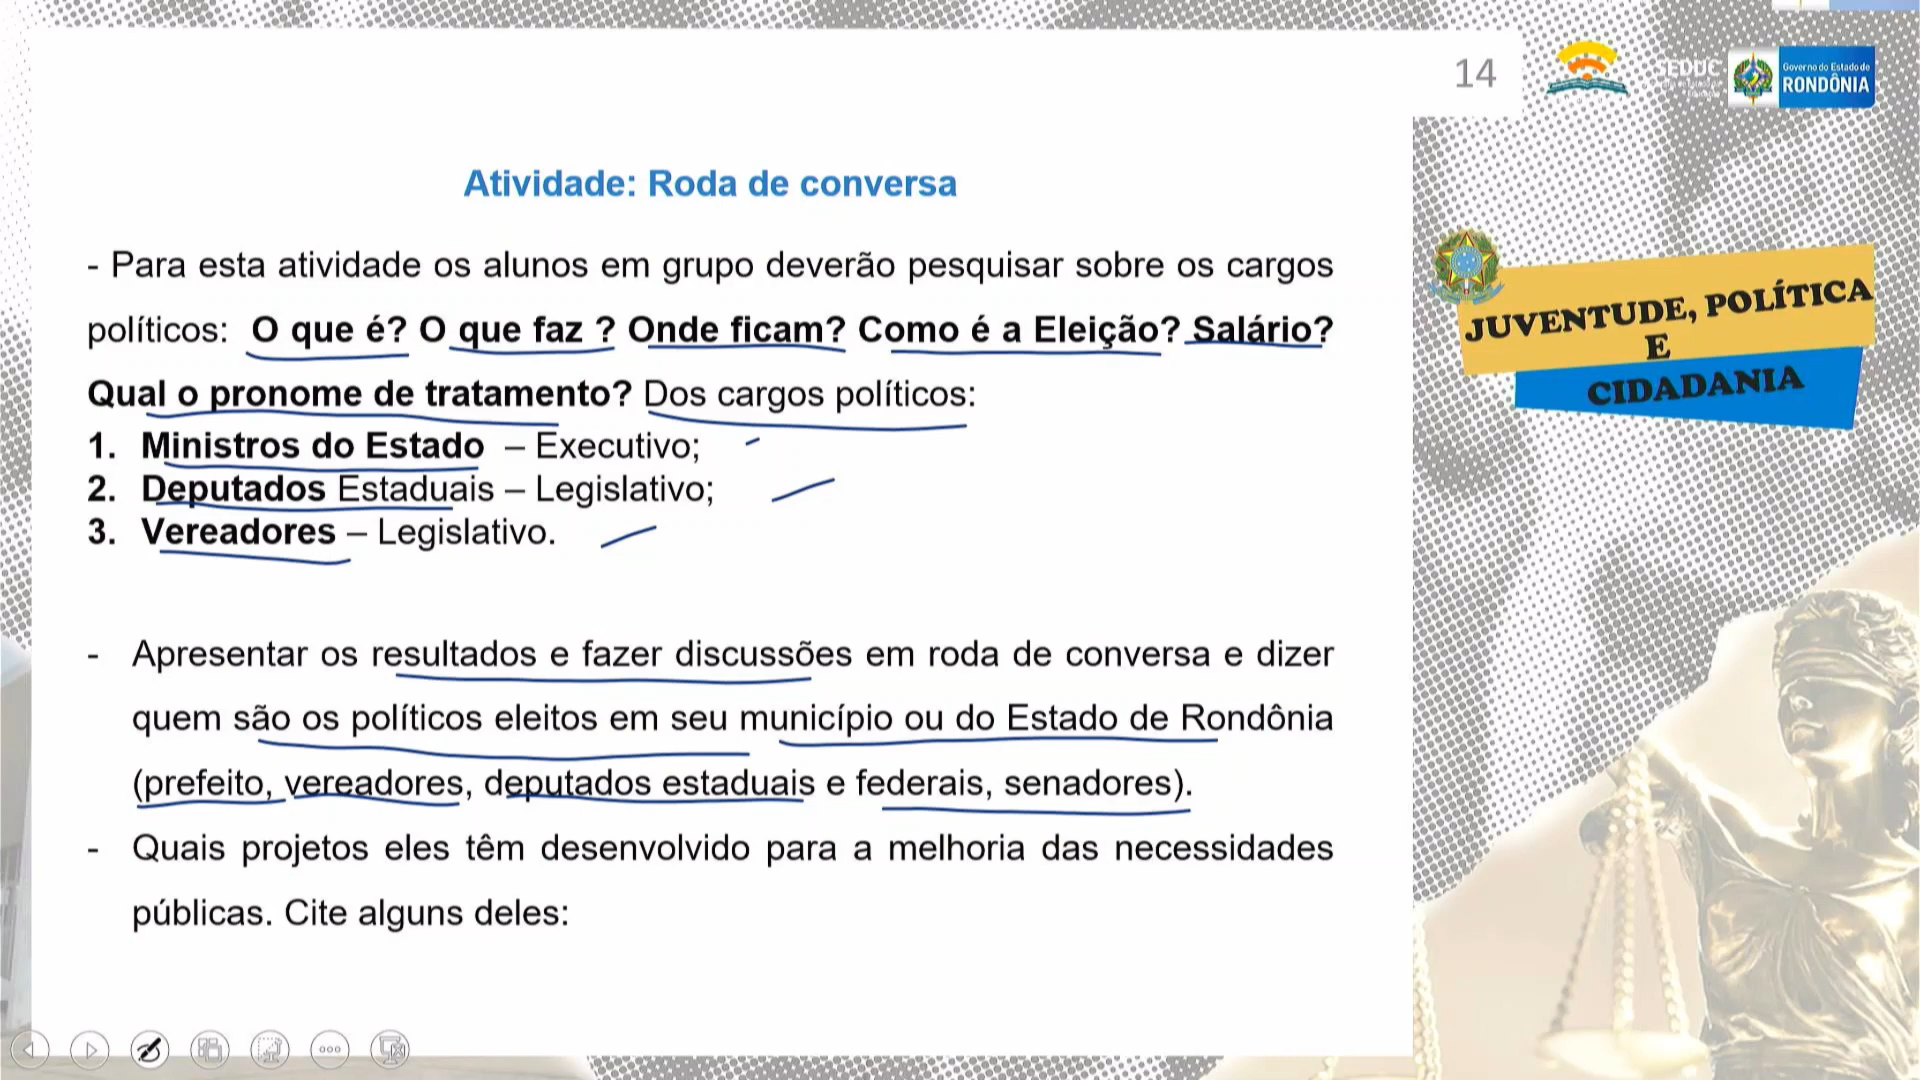 14
SEDUC
Governo do Estado de
RONDÔNIA
Atividade: Roda de conversa
- Para esta atividade os alunos em grupo deverão pesquisar sobre os cargos
políticos: O que é? O que faz ? Onde ficam? Como é a Eleição? Salário?
Qual o pronome de tratamento? Dos cargos políticos:
1. Ministros do Estado – Executivo;
2. Deputados Estaduais – Legislativo;
3. Vereadores – Legislativo.
- Apresentar os resultados e fazer discussões em roda de conversa e dizer
quem são os políticos eleitos em seu município ou do Estado de Rondônia
(prefeito, vereadores, deputados estaduais e federais, senadores).
- Quais projetos eles têm desenvolvido para a melhoria das necessidades
públicas. Cite alguns deles:
JUVENTUDE, POLÍTICA
E
CIDADANIA